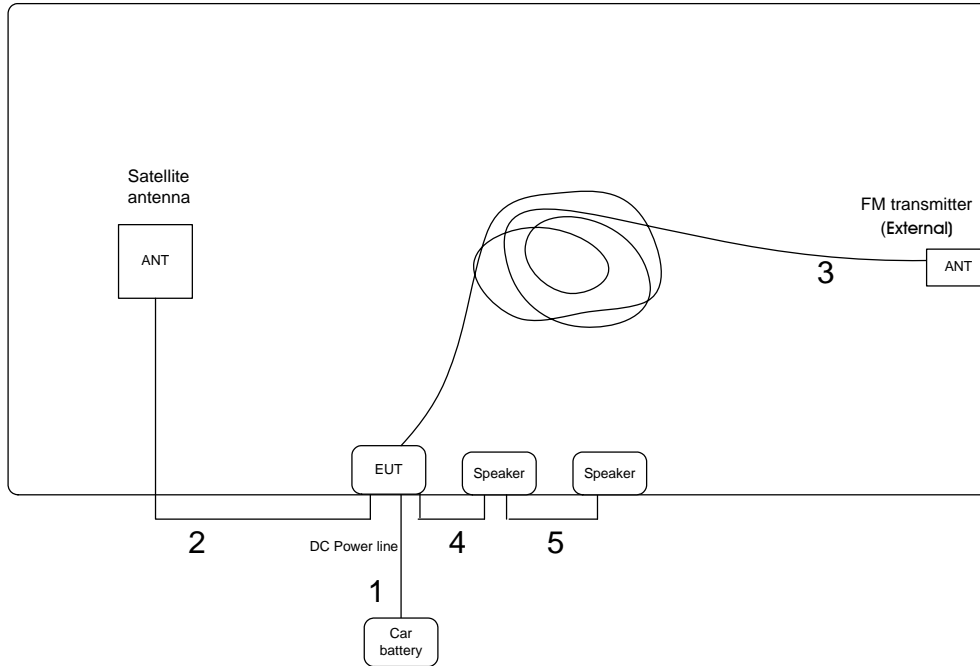 Satellite
antenna
ANT
FM transmitter
(External)
ANT
3
EUT
Speaker
Speaker
2
DC Power line
4
5
1
Car
battery